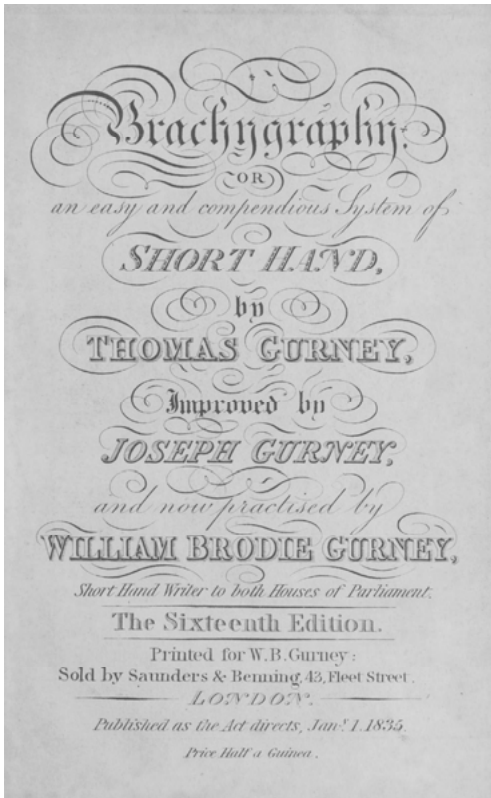 Brachygraphy:
OR
an easy and compendious System of
SHORT HAND,
by
THOMAS GURNEY,
Improved by
JOSEPH GURNEY,
and now practised by
WILLIAM BRODIE GURNEY,
Short Hand Writer to both Houses of Parliament.
The Sixteenth Edition.
Printed for W.B. Gurney:
Sold by Saunders & Benning, 43, Fleet Street.
LONDON.
Published as the Act directs, Jany. 1. 1835.
Price Half a Guinea.